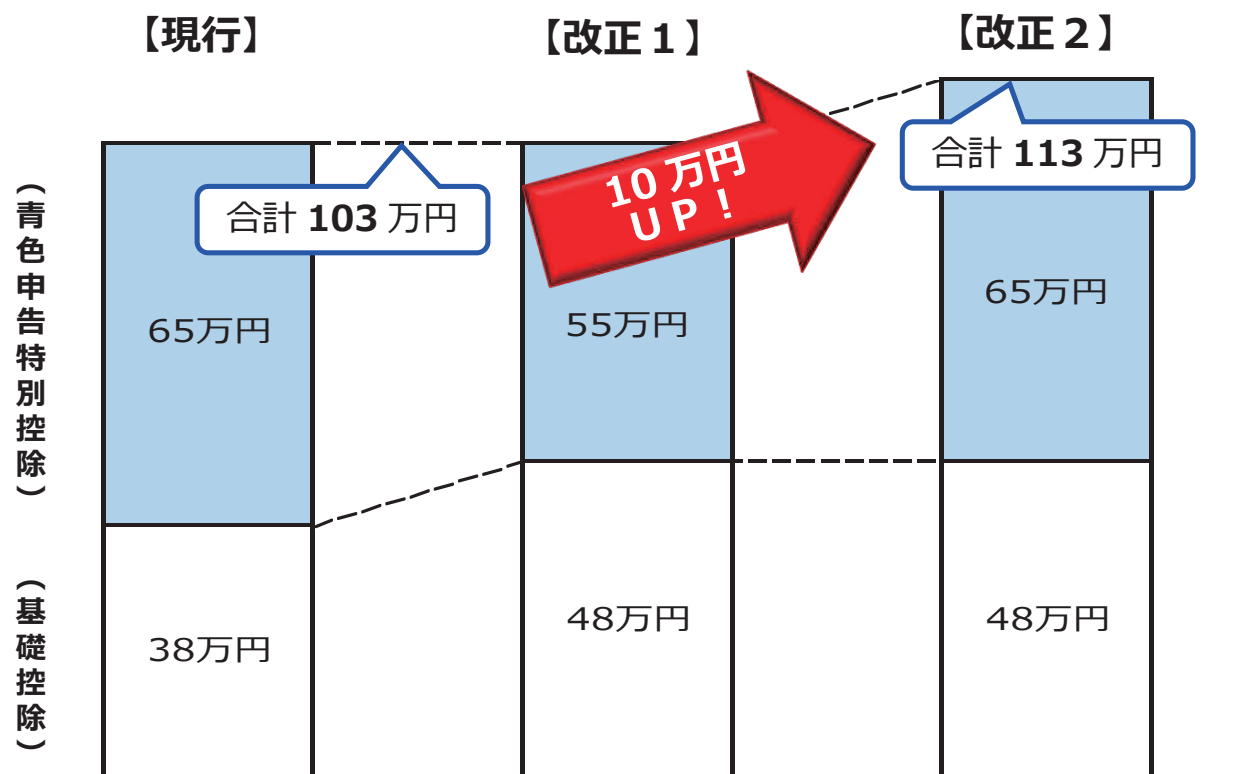 【現行】
【改正１】
【改正２】
合計 103 万円
10 万円
ＵＰ！
合計 113 万円
（青色申告特別控除）
65万円
55万円
65万円
（基礎控除）
38万円
48万円
48万円